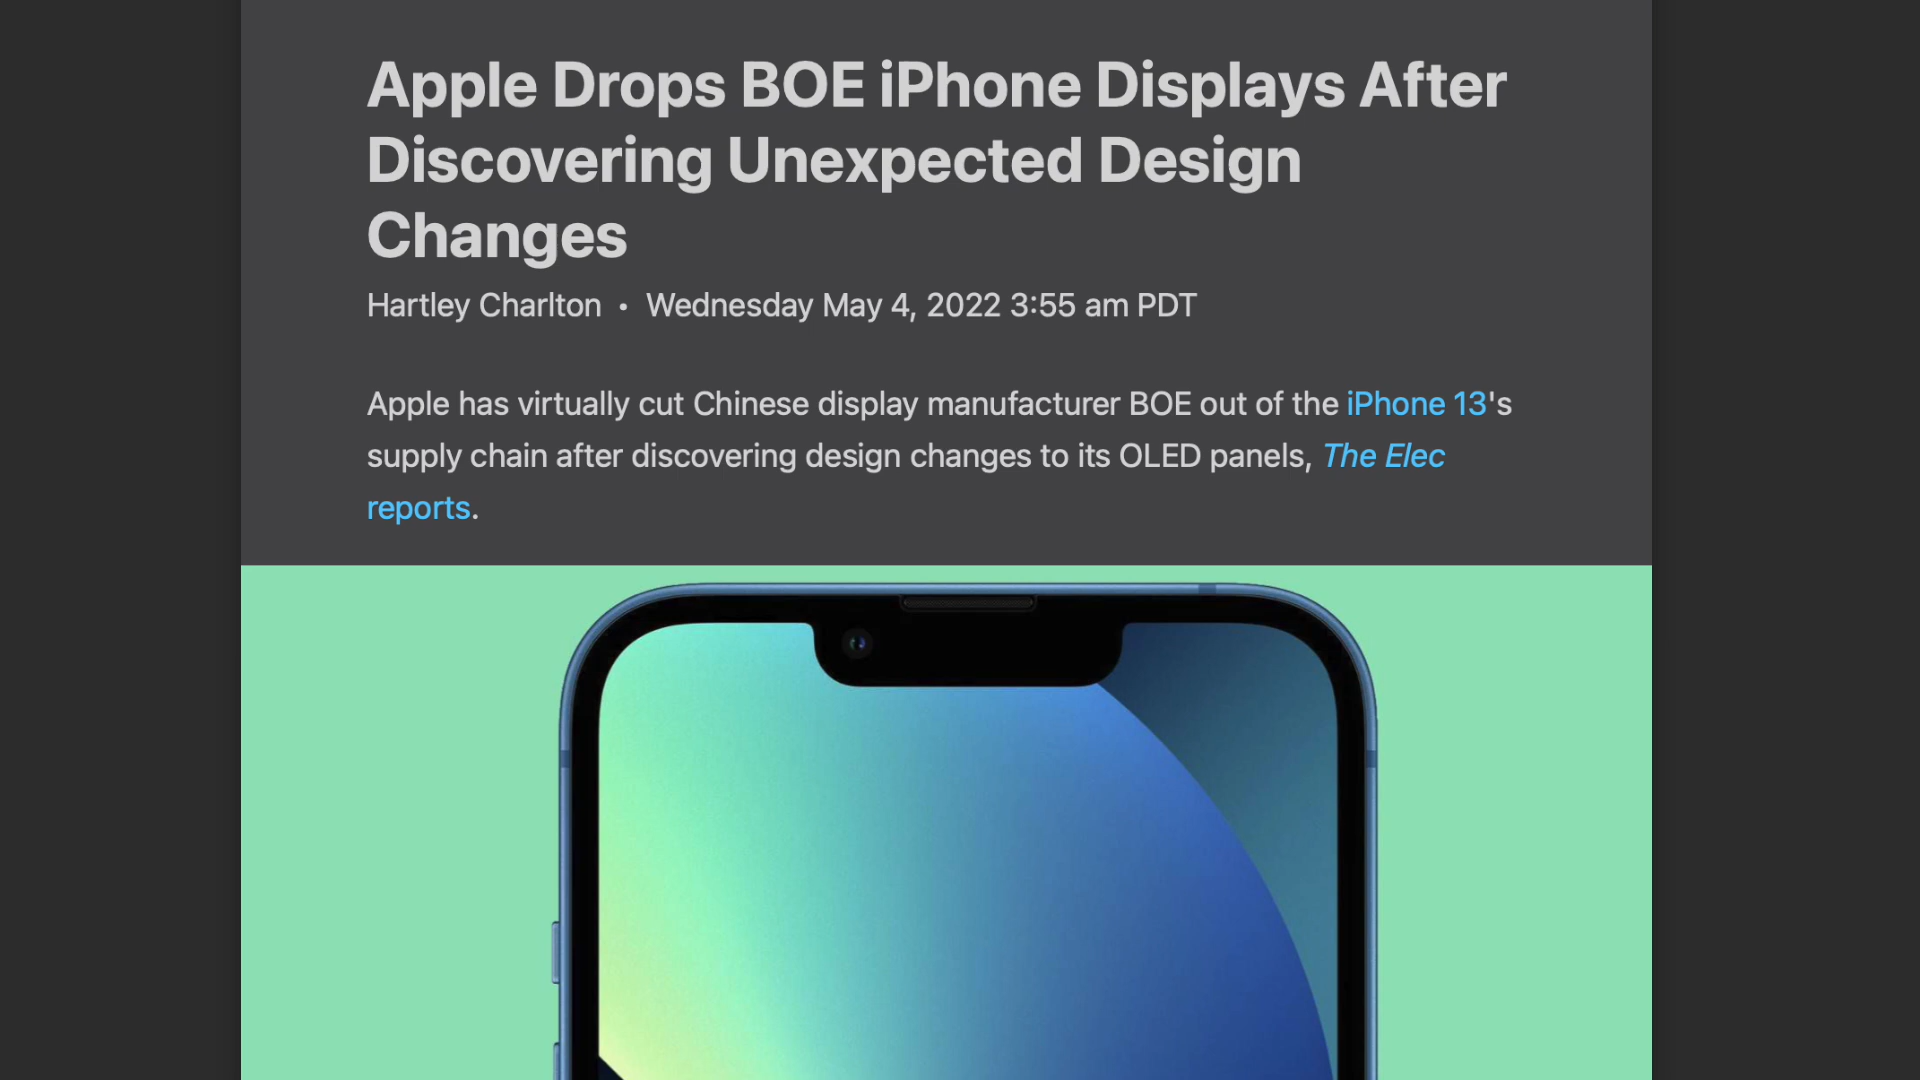 Apple Drops BOE iPhone Displays After
Discovering Unexpected Design
Changes
Hartley Charlton • Wednesday May 4, 2022 3:55 am PDT
Apple has virtually cut Chinese display manufacturer BOE out of the iPhone 13's
supply chain after discovering design changes to its OLED panels, The Elec
reports.